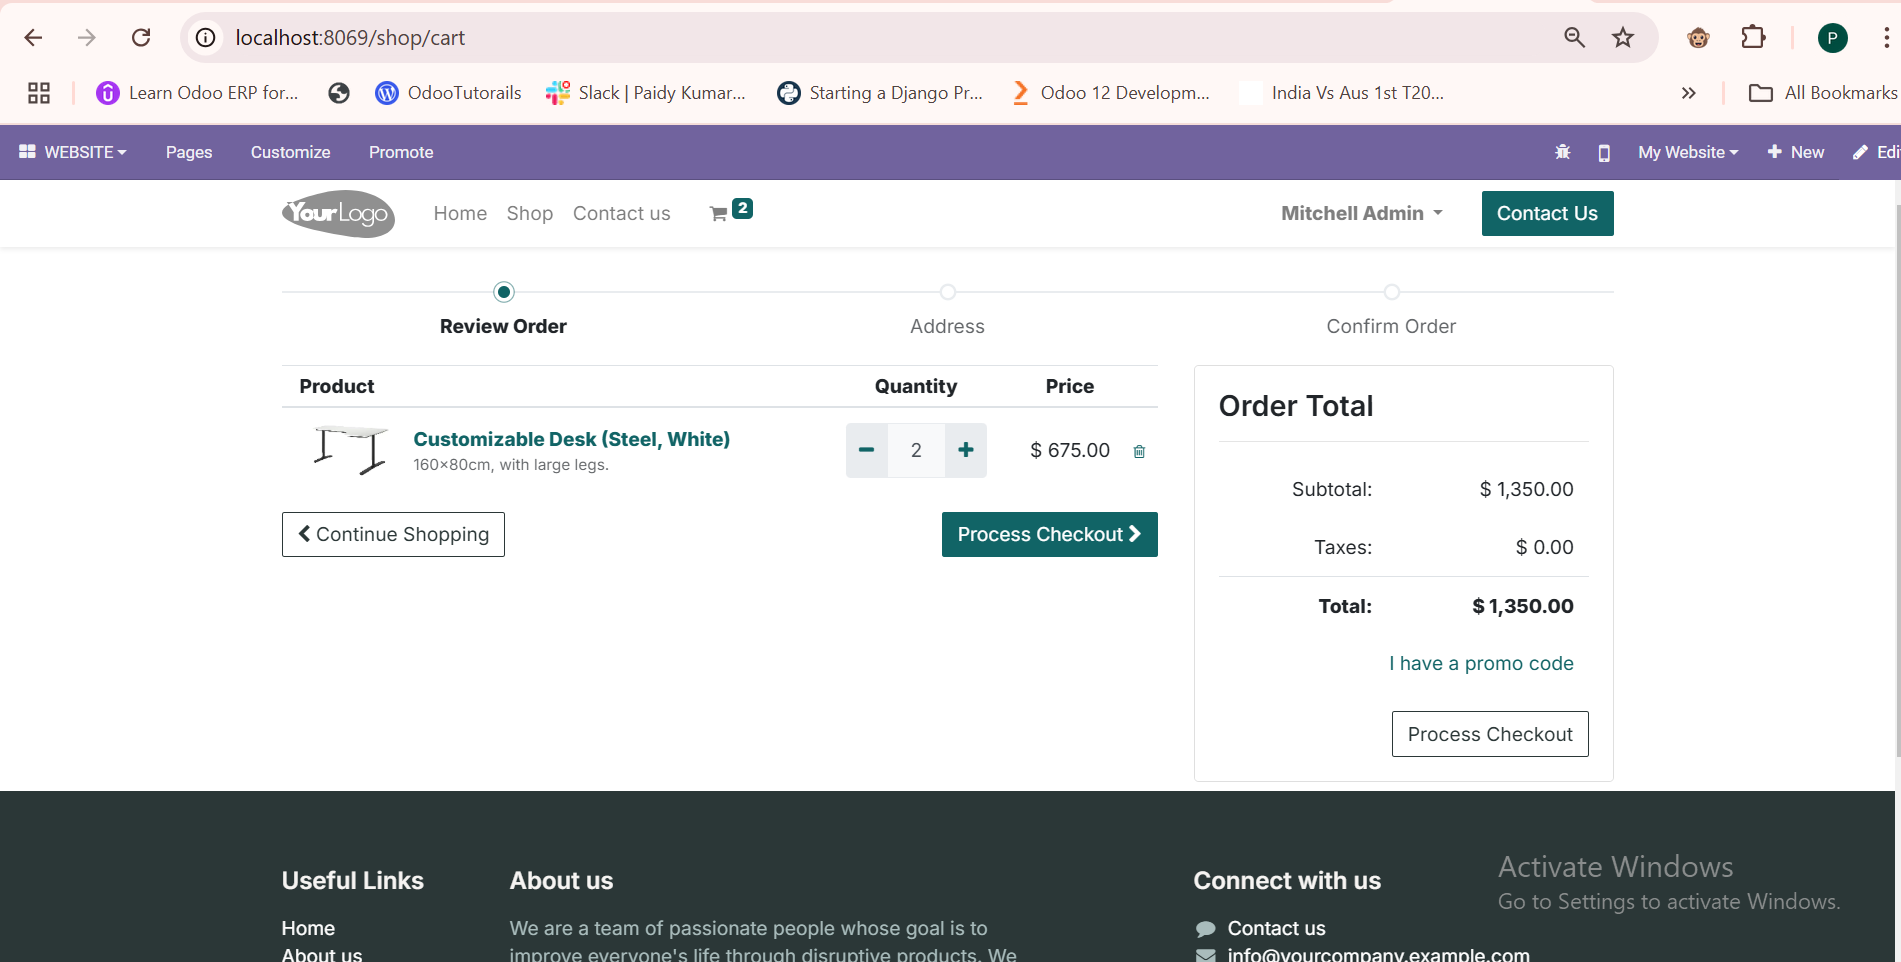 localhost:8069/shop/cart
P
Learn Odoo ERP for...
OdooTutorails
Slack | Paidy Kumar...
Starting a Django Pr...
Odoo 12 Developm...
India Vs Aus 1st T20...
All Bookmarks
WEBSITE Pages Customize Promote
My Website New Edi
YourLogo Home Shop Contact us 2 Mitchell Admin Contact Us
Review Order Address Confirm Order
Product Quantity Price
Customizable Desk (Steel, White)
160×80cm, with large legs.
2 $ 675.00
Continue Shopping Process Checkout
Order Total
Subtotal: $ 1,350.00
Taxes: $ 0.00
Total: $ 1,350.00
I have a promo code
Process Checkout
Useful Links
Home
About us
About us
We are a team of passionate people whose goal is to
improve everyone's life through disruptive products. We
Connect with us
Contact us
info@yourcompany.example.com
Activate Windows
Go to Settings to activate Windows.